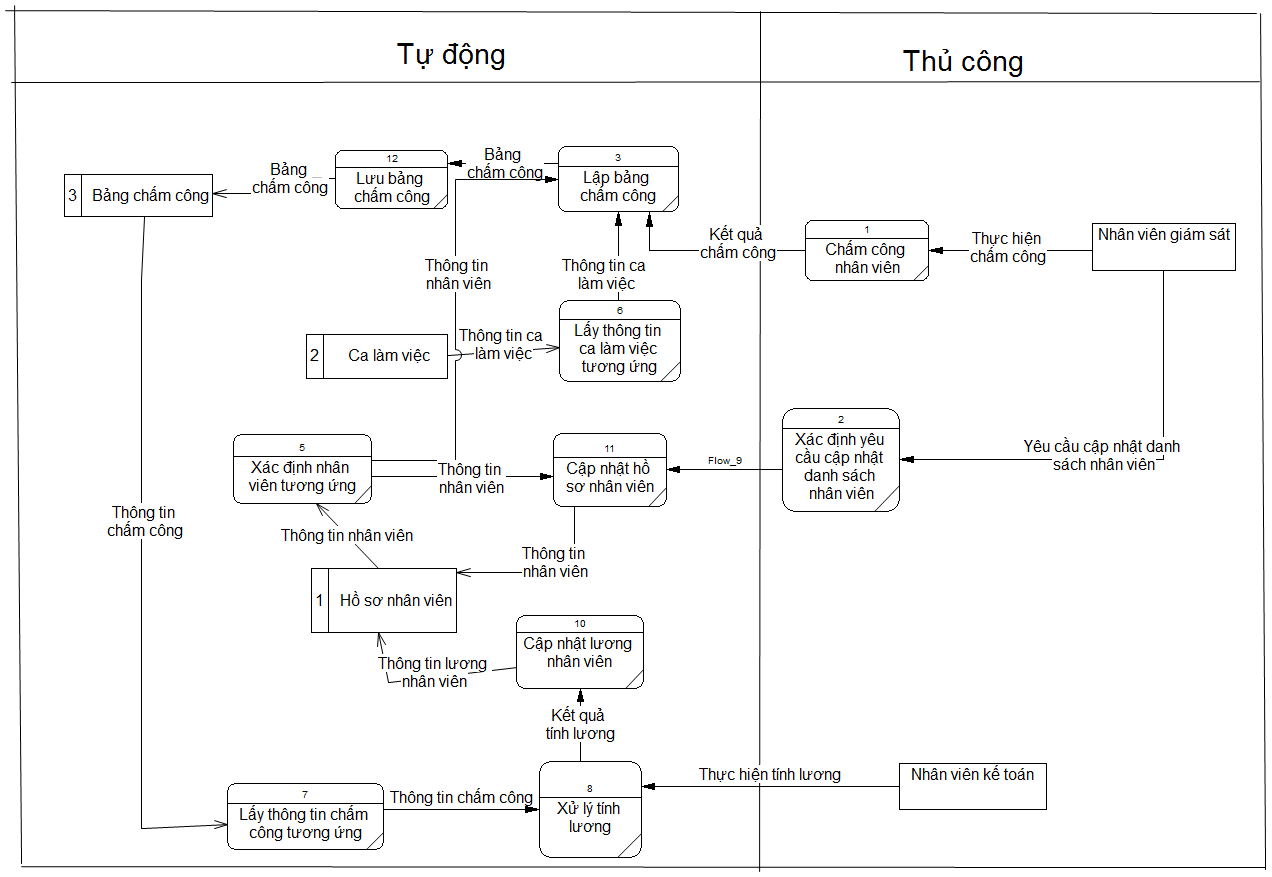 Tự động
Thủ công
12
Lưu bảng
chấm công
Bảng
chấm công
3
Lập bảng
chấm công
Bảng
chấm công
3
Bảng chấm công
1
Chấm công
nhân viên
Thực hiện
chấm công
Nhân viên giám sát
Kết quả
chấm công
Thông tin
nhân viên
Thông tin ca
làm việc
6
Lấy thông tin
ca làm việc
tương ứng
Thông tin ca
làm việc
2
Ca làm việc
5
Xác định nhân
viên tương ứng
Thông tin
nhân viên
11
Cập nhật hồ
sơ nhân viên
Flow_9
2
Xác định yêu
cầu cập nhật
danh sách
nhân viên
Yêu cầu cập nhật danh
sách nhân viên
Thông tin
chấm công
Thông tin nhân viên
Thông tin
nhân viên
1
Hồ sơ nhân viên
10
Cập nhật lương
nhân viên
Thông tin lương
nhân viên
Kết quả
tính lương
7
Lấy thông tin chấm
công tương ứng
Thông tin chấm công
8
Xử lý tính
lương
Thực hiện tính lương
Nhân viên kế toán